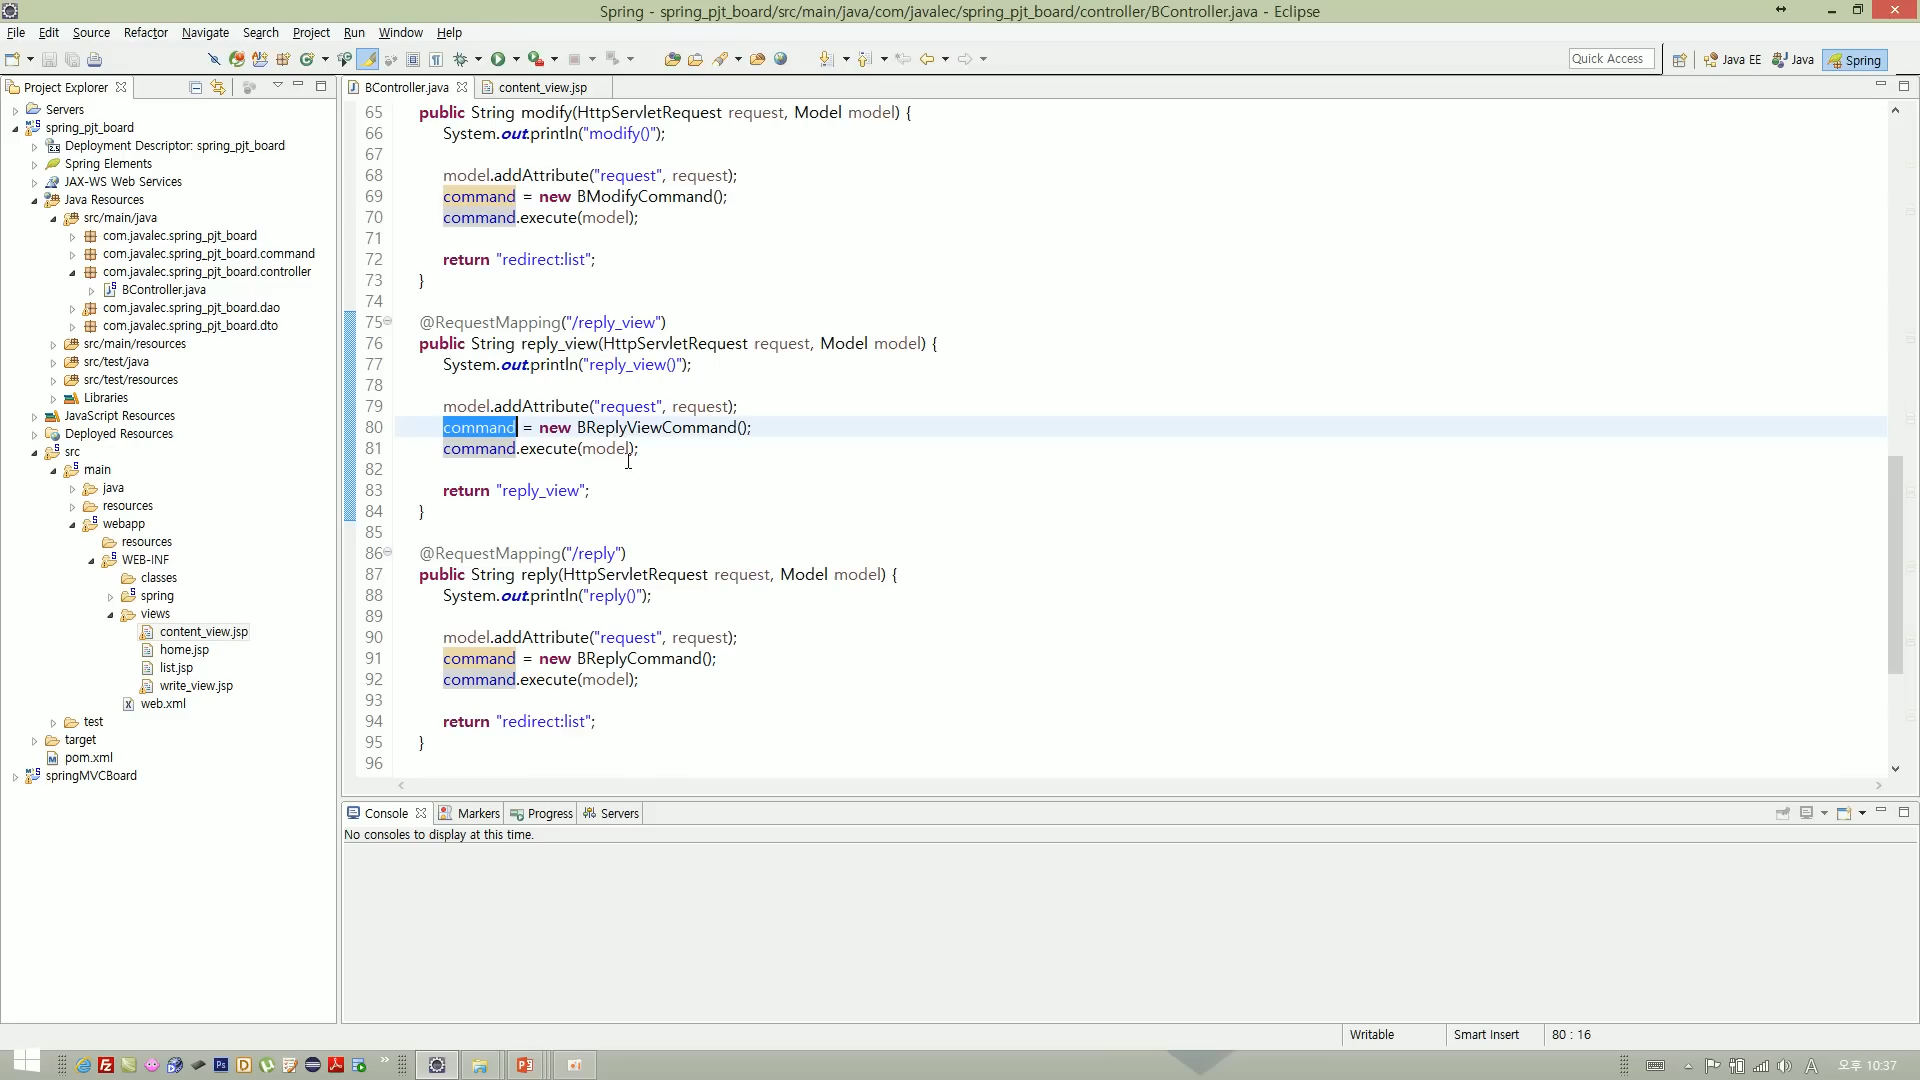 Spring - spring_pjt_board/src/main/java/com/javalec/spring_pjt_board/controller/BController.java - Eclipse
File Edit Source Refactor Navigate Search Project Run Window Help
Quick Access Java EE Java Spring
Project Explorer
Servers
spring_pjt_board
Deployment Descriptor: spring_pjt_board
Spring Elements
JAX-WS Web Services
Java Resources
src/main/java
com.javalec.spring_pjt_board
com.javalec.spring_pjt_board.command
com.javalec.spring_pjt_board.controller
BController.java
com.javalec.spring_pjt_board.dao
com.javalec.spring_pjt_board.dto
src/main/resources
src/test/java
src/test/resources
Libraries
JavaScript Resources
Deployed Resources
src
main
java
resources
webapp
resources
WEB-INF
classes
spring
views
content_view.jsp
home.jsp
list.jsp
write_view.jsp
web.xml
test
target
pom.xml
springMVCBoard
BController.java content_view.jsp
65 public String modify(HttpServletRequest request, Model model) {
66 System.out.println("modify()");
67
68 model.addAttribute("request", request);
69 command = new BModifyCommand();
70 command.execute(model);
71
72 return "redirect:list";
73 }
74
75 @RequestMapping("/reply_view")
76 public String reply_view(HttpServletRequest request, Model model) {
77 System.out.println("reply_view()");
78
79 model.addAttribute("request", request);
80 command = new BReplyViewCommand();
81 command.execute(model);
82
83 return "reply_view";
84 }
85
86 @RequestMapping("/reply")
87 public String reply(HttpServletRequest request, Model model) {
88 System.out.println("reply()");
89
90 model.addAttribute("request", request);
91 command = new BReplyCommand();
92 command.execute(model);
93
94 return "redirect:list";
95 }
96
Console Markers Progress Servers
No consoles to display at this time.
Writable Smart Insert 80 : 16
A 오후 10:37